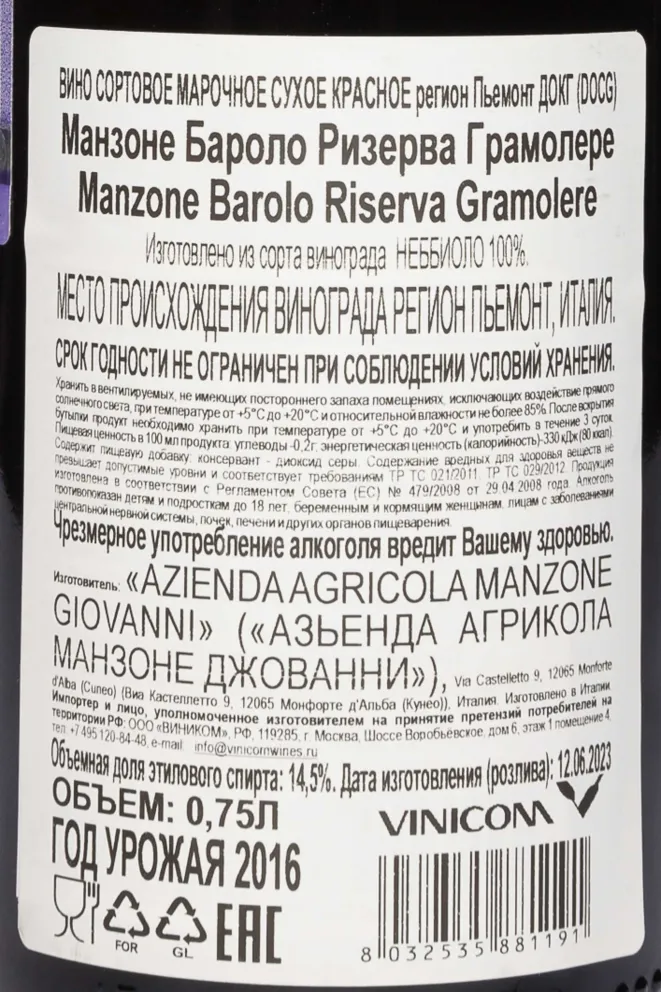 ВИНО СОРТОВОЕ МАРОЧНОЕ СУХОЕ КРАСНОЕ регион Пьемонт ДОКГ (DOCG)
Манзоне Бароло Ризерва Грамолере
Manzone Barolo Riserva Gramolere
Изготовлено из сорта винограда НЕББИОЛО 100%.
МЕСТО ПРОИСХОЖДЕНИЯ ВИНОГРАДА РЕГИОН ПЬЕМОНТ, ИТАЛИЯ.
СРОК ГОДНОСТИ НЕ ОГРАНИЧЕН ПРИ СОБЛЮДЕНИИ УСЛОВИЙ ХРАНЕНИЯ.
Хранить в вентилируемых, не имеющих постороннего запаха помещениях, исключающих воздействие прямого
солнечного света, при температуре от +5°С до +20°С и относительной влажности не более 85%. После вскрытия
бутылки продукт необходимо хранить при температуре от +5°С до +20°С и употребить в течение 3 суток.
Пищевая ценность в 100 мл продукта: углеводы -0,2г; энергетическая ценность (калорийность)-330 кДж (80 ккал).
Содержит пищевую добавку: консервант - диоксид серы. Содержание вредных для здоровья веществ не
превышает допустимые уровни и соответствует требованиям ТР ТС 021/2011, ТР ТС 029/2012. Продукция
изготовлена в соответствии с Регламентом Совета (ЕС) № 479/2008 от 29.04.2008 года. Алкоголь
противопоказан детям и подросткам до 18 лет, беременным и кормящим женщинам, лицам с заболеваниями
центральной нервной системы, почек, печени и других органов пищеварения.
Чрезмерное употребление алкоголя вредит Вашему здоровью.
Изготовитель: «AZIENDA AGRICOLA MANZONE
GIOVANNI» («АЗЬЕНДА АГРИКОЛА
МАНЗОНЕ ДЖОВАННИ»), Via Castelletto 9, 12065 Monforte
d'Alba (Cuneo) (Виа Кастеллетто 9, 12065 Монфорте д'Альба (Кунео)), Италия. Изготовлено в Италии.
Импортер и лицо, уполномоченное изготовителем на принятие претензий потребителей на
территории РФ: ООО «ВИНИКОМ», РФ, 119285, г. Москва, Шоссе Воробьёвское, дом 6, этаж 1 помещение 4,
тел. +7 495 120-84-48, e-mail: info@vinicomwines.ru
Объемная доля этилового спирта: 14,5%. Дата изготовления (розлива): 12.06.2023
ОБЪЕМ: 0,75Л
ГОД УРОЖАЯ 2016
VINICOM
FOR
GL
EAC
8 032535 881191